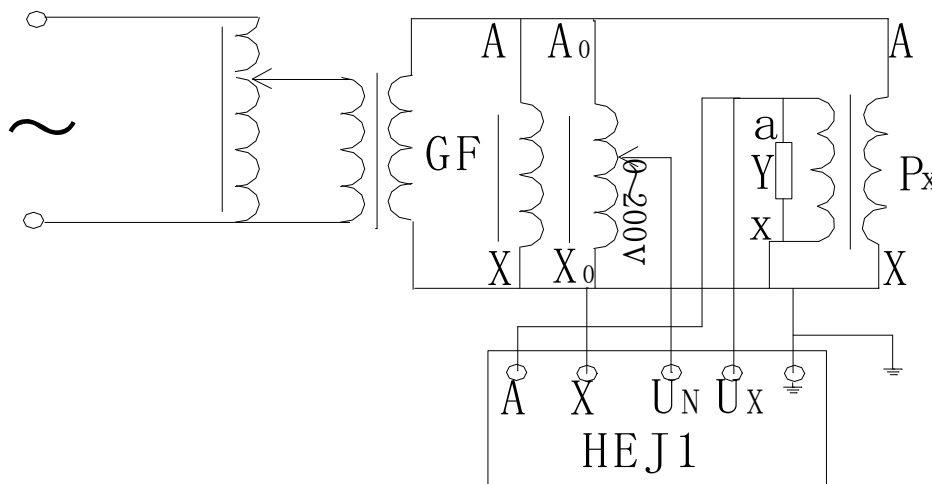 A A₀ A
a
GF Y Px
0~200V
x
X X₀ X
A X UN UX
HEJ1